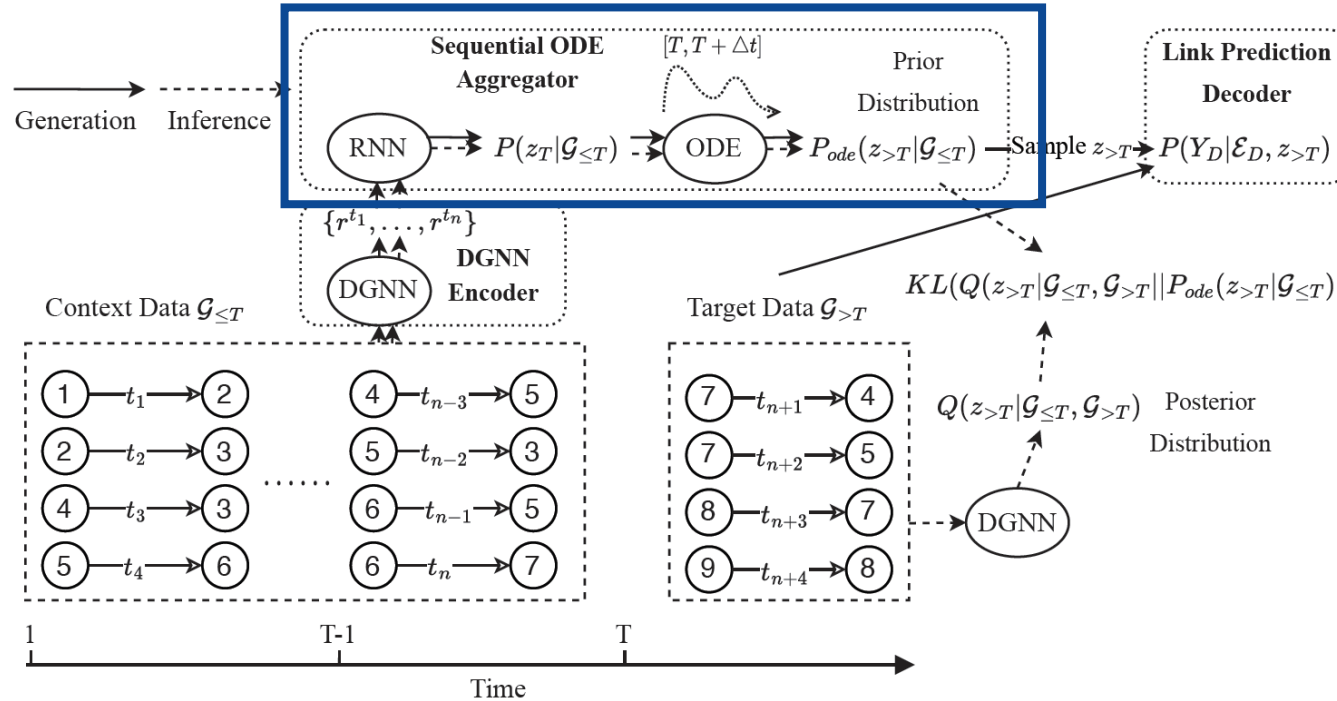 Generation
Inference
Sequential ODE
Aggregator
[T, T + △t]
Prior
Distribution
RNN
P(z_T|𝒢_{≤T})
ODE
P_{ode}(z_{>T}|𝒢_{≤T})
Sample z_{>T}
Link Prediction
Decoder
P(Y_D|ℰ_D, z_{>T})
{r^{t_1}, . . . , r^{t_n}}
DGNN
DGNN
Encoder
Context Data 𝒢_{≤T}
1 t_1 2
2 t_2 3
4 t_3 3
5 t_4 6
......
4 t_{n−3} 5
5 t_{n−2} 3
6 t_{n−1} 5
6 t_n 7
Target Data 𝒢_{>T}
7 t_{n+1} 4
7 t_{n+2} 5
8 t_{n+3} 7
9 t_{n+4} 8
KL(Q(z_{>T}|𝒢_{≤T}, 𝒢_{>T}||P_{ode}(z_{>T}|𝒢_{≤T})
Q(z_{>T}|𝒢_{≤T}, 𝒢_{>T})
Posterior
Distribution
DGNN
1 T-1 T
Time